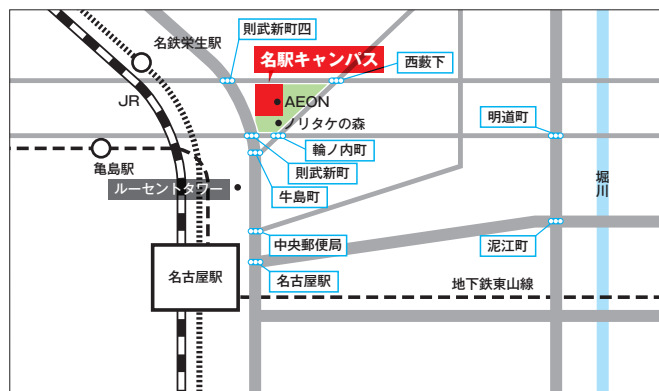 則武新町四
名鉄栄生駅
名駅キャンパス
西薮下
JR
AEON
ノリタケの森
明道町
輪ノ内町
亀島駅
則武新町
ルーセントタワー
牛島町
堀川
中央郵便局
泥江町
名古屋駅
名古屋駅
地下鉄東山線